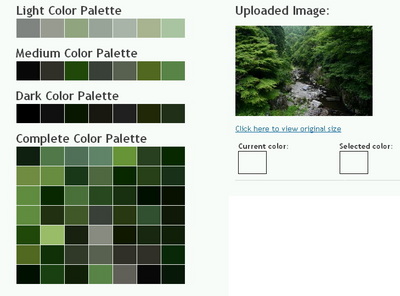 Light Color Palette
Medium Color Palette
Dark Color Palette
Complete Color Palette
Uploaded Image:
Click here to view original size
Current color:
Selected color: